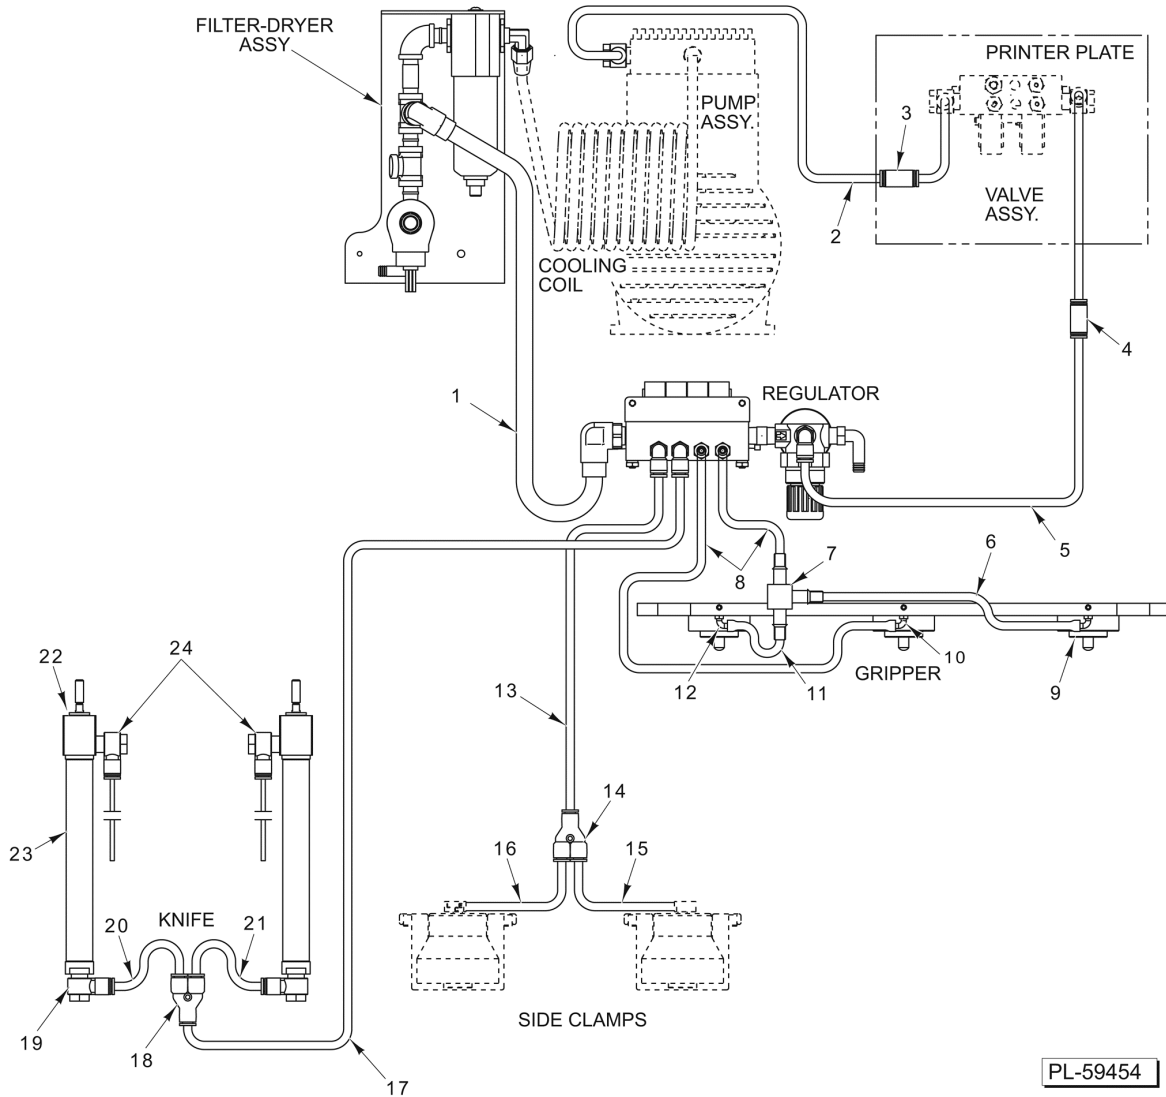 FILTER-DRYER
ASSY
PRINTER PLATE
PUMP
ASSY.
3
VALVE
ASSY.
2
COOLING
COIL
4
1
REGULATOR
5
6
7
8
9
10
GRIPPER
11
12
13
22
24
14
16
15
23
KNIFE
20
21
SIDE CLAMPS
19
18
17
PL-59454